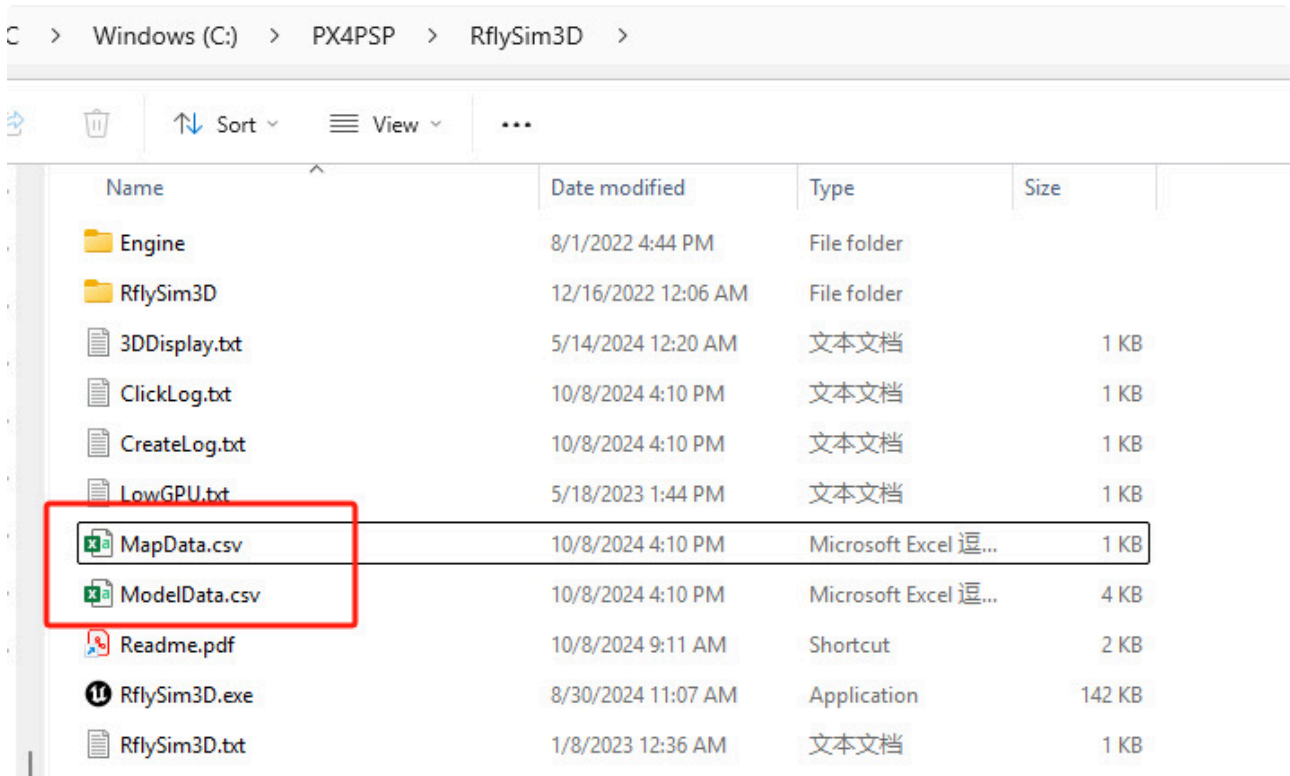 C > Windows (C:) > PX4PSP > RflySim3D >
Sort View ...
Name Date modified Type Size
Engine 8/1/2022 4:44 PM File folder
RflySim3D 12/16/2022 12:06 AM File folder
3DDisplay.txt 5/14/2024 12:20 AM 文本文档 1 KB
ClickLog.txt 10/8/2024 4:10 PM 文本文档 1 KB
CreateLog.txt 10/8/2024 4:10 PM 文本文档 1 KB
LowGPU.txt 5/18/2023 1:44 PM 文本文档 1 KB
MapData.csv 10/8/2024 4:10 PM Microsoft Excel 逗... 1 KB
ModelData.csv 10/8/2024 4:10 PM Microsoft Excel 逗... 4 KB
Readme.pdf 10/8/2024 9:11 AM Shortcut 2 KB
RflySim3D.exe 8/30/2024 11:07 AM Application 142 KB
RflySim3D.txt 1/8/2023 12:36 AM 文本文档 1 KB